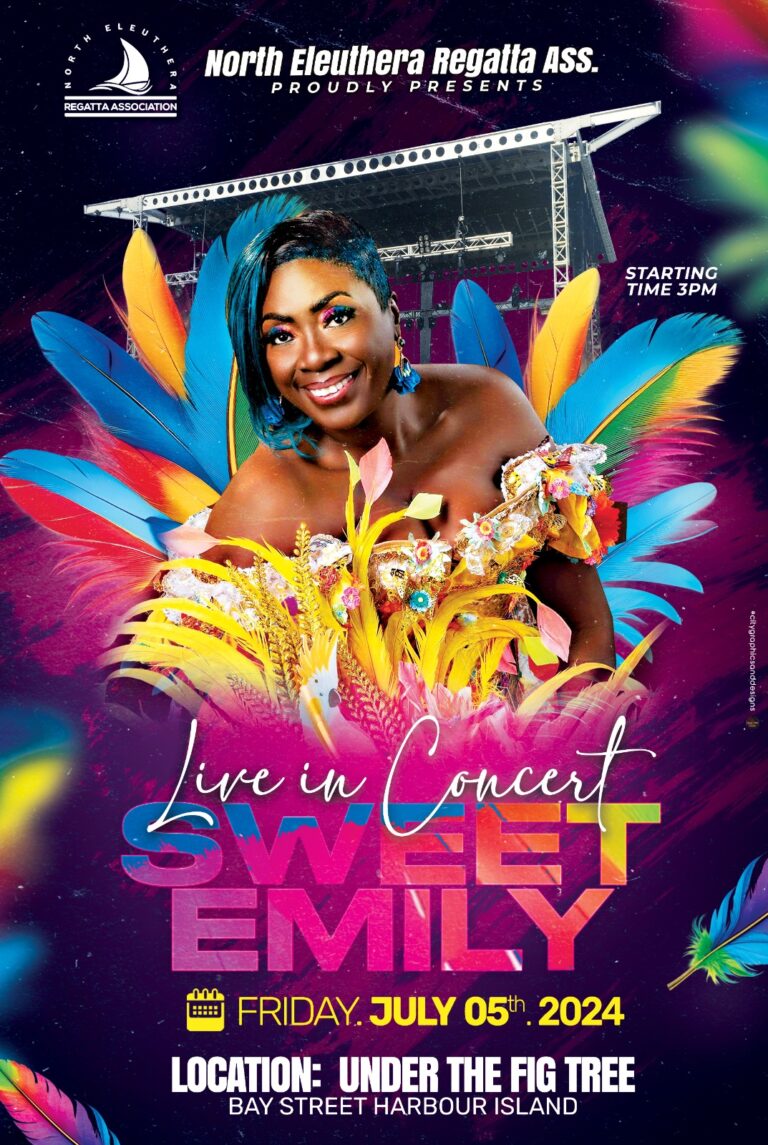 NORTH ELEUTHERA
REGATTA ASSOCIATION
North Eleuthera Regatta Ass.
PROUDLY PRESENTS
STARTING
TIME 3PM
#citygraphicsanddesigns
Live in Concert
SWEET
EMILY
FRIDAY. JULY 05th. 2024
LOCATION: UNDER THE FIG TREE
BAY STREET HARBOUR ISLAND